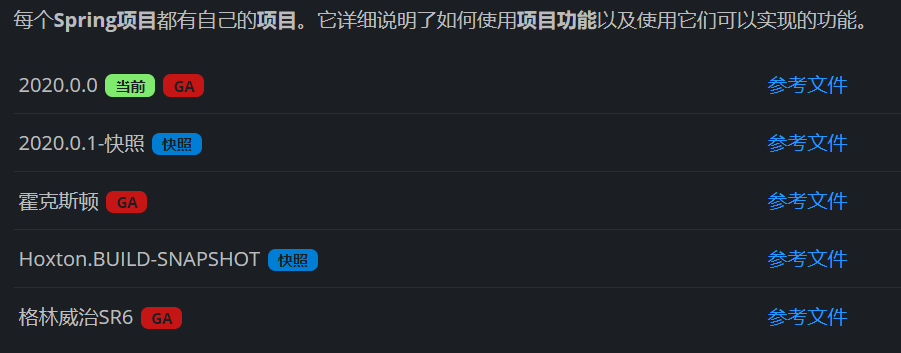 每个Spring项目都有自己的项目。它详细说明了如何使用项目功能以及使用它们可以实现的功能。
2020.0.0 当前 GA 参考文件
2020.0.1-快照 快照 参考文件
霍克斯顿 GA 参考文件
Hoxton.BUILD-SNAPSHOT 快照 参考文件
格林威治SR6 GA 参考文件